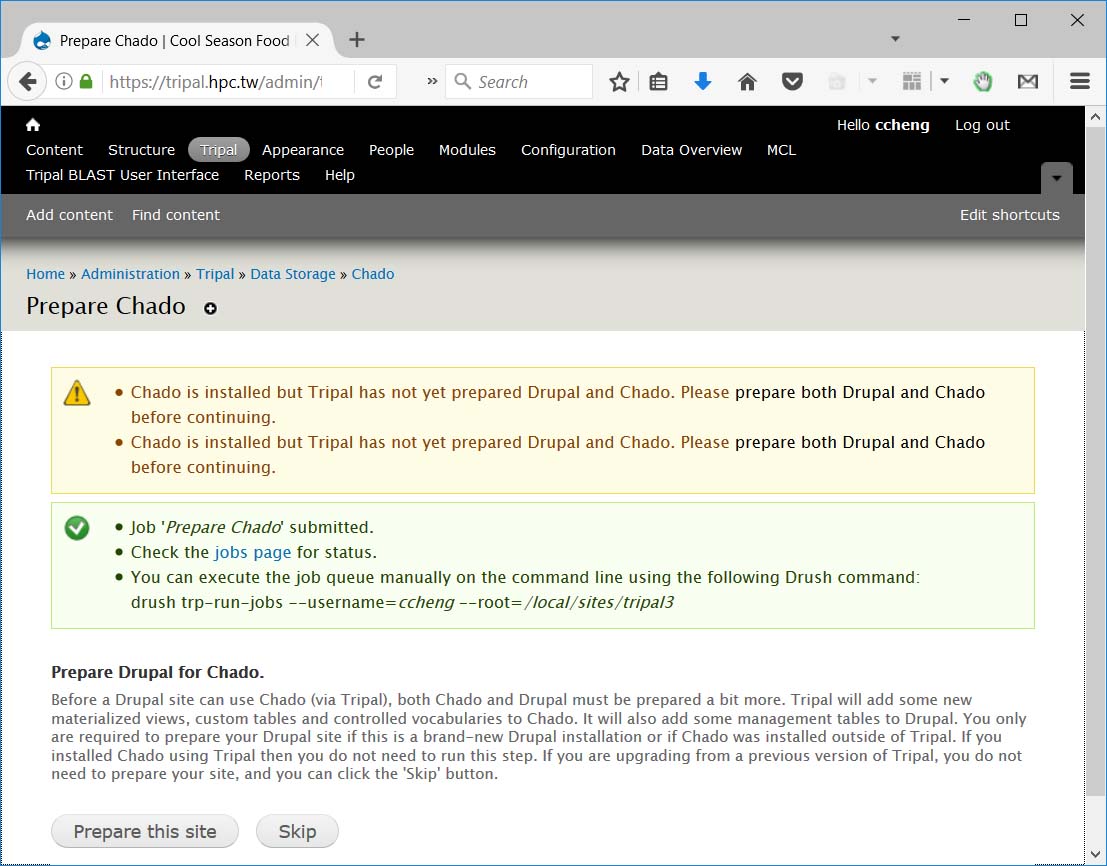 Prepare Chado | Cool Season Food
https://tripal.hpc.tw/admin/t
» Search
Hello ccheng Log out
Content Structure Tripal Appearance People Modules Configuration Data Overview MCL
Tripal BLAST User Interface Reports Help
Add content Find content Edit shortcuts
Home » Administration » Tripal » Data Storage » Chado
Prepare Chado
• Chado is installed but Tripal has not yet prepared Drupal and Chado. Please prepare both Drupal and Chado
before continuing.
• Chado is installed but Tripal has not yet prepared Drupal and Chado. Please prepare both Drupal and Chado
before continuing.
• Job 'Prepare Chado' submitted.
• Check the jobs page for status.
• You can execute the job queue manually on the command line using the following Drush command:
drush trp-run-jobs --username=ccheng --root=/local/sites/tripal3
Prepare Drupal for Chado.
Before a Drupal site can use Chado (via Tripal), both Chado and Drupal must be prepared a bit more. Tripal will add some new
materialized views, custom tables and controlled vocabularies to Chado. It will also add some management tables to Drupal. You only
are required to prepare your Drupal site if this is a brand-new Drupal installation or if Chado was installed outside of Tripal. If you
installed Chado using Tripal then you do not need to run this step. If you are upgrading from a previous version of Tripal, you do not
need to prepare your site, and you can click the 'Skip' button.
Prepare this site Skip